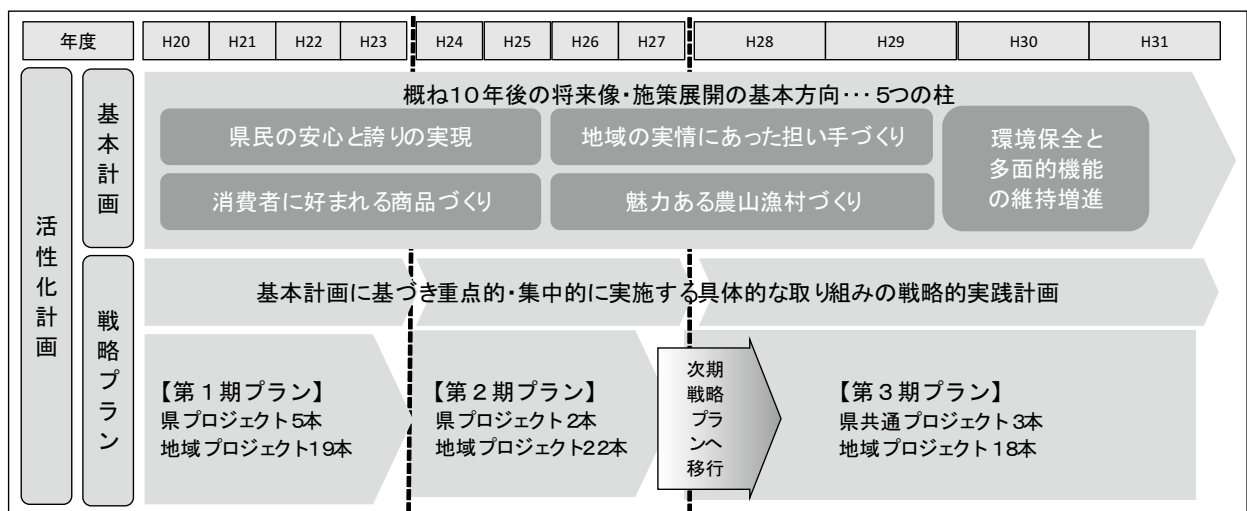 年度
H20
H21
H22
H23
H24
H25
H26
H27
H28
H29
H30
H31
活性化計画
基本計画
概ね10年後の将来像・施策展開の基本方向･･･5つの柱
県民の安心と誇りの実現
地域の実情にあった担い手づくり
環境保全と
多面的機能
の維持増進
消費者に好まれる商品づくり
魅力ある農山漁村づくり
戦略プラン
基本計画に基づき重点的・集中的に実施する具体的な取り組みの戦略的実践計画
【第1期プラン】
県プロジェクト5本
地域プロジェクト19本
【第2期プラン】
県プロジェクト2本
地域プロジェクト22本
次期
戦略
プラ
ンへ
移行
【第3期プラン】
県共通プロジェクト3本
地域プロジェクト18本